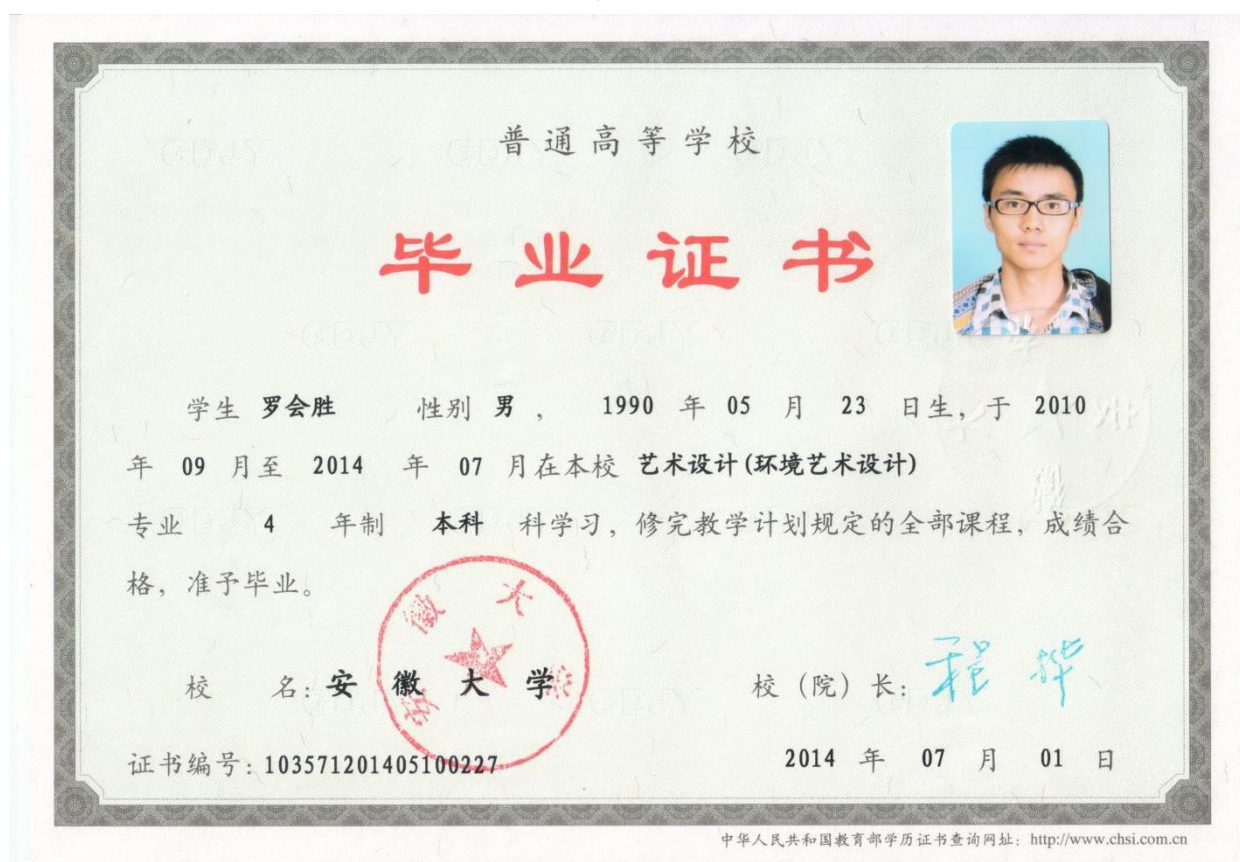 普通高等学校
毕业证书
学生 罗会胜 性别 男 , 1990 年 05 月 23 日生, 于 2010
年 09 月至 2014 年 07 月在本校 艺术设计(环境艺术设计)
专业 4 年制 本科 科学习, 修完教学计划规定的全部课程, 成绩合
格, 准予毕业。
安徽大学
校 名: 安徽大学 校 (院) 长: 程桦
证书编号: 103571201405100227 2014 年 07 月 01 日
中华人民共和国教育部学历证书查询网址: http://www.chsi.com.cn